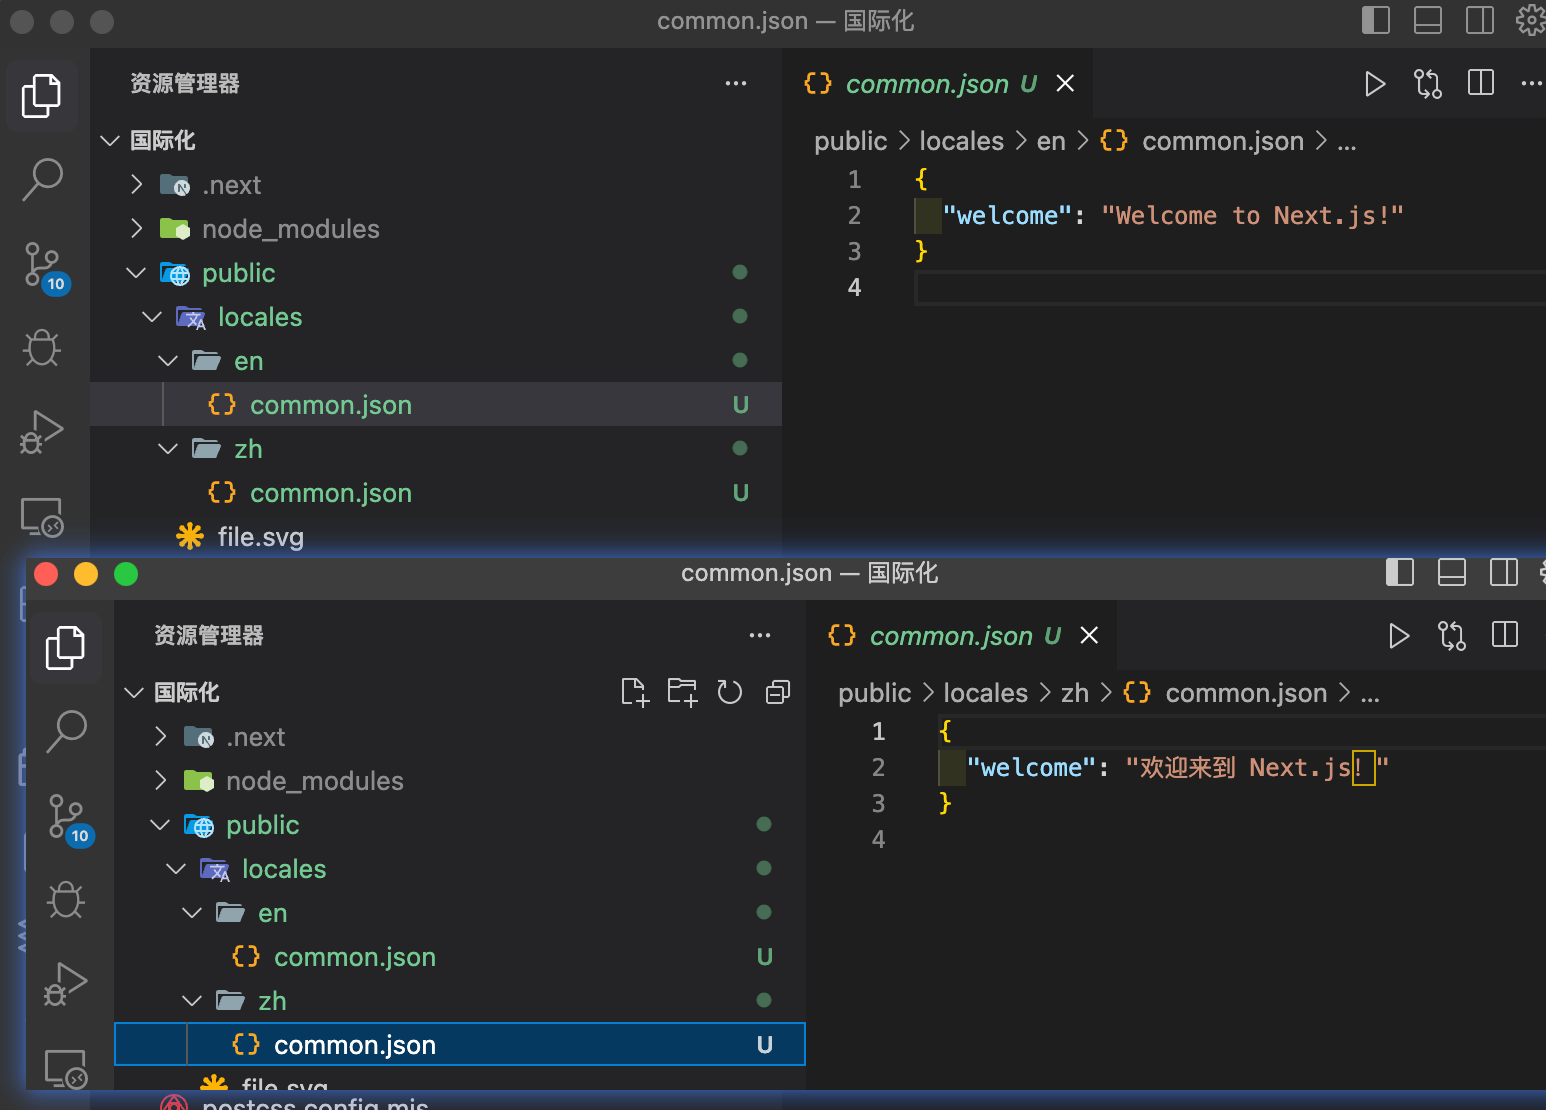 common.json — 国际化
资源管理器
国际化
.next
node_modules
public
locales
en
common.json U
zh
common.json U
file.svg
10
common.json U
public > locales > en > {} common.json > ...
1 {
2 "welcome": "Welcome to Next.js!"
3 }
4
common.json — 国际化
资源管理器
国际化
.next
node_modules
public
locales
en
common.json U
zh
common.json U
file.svg
postcss.config.mjs
10
common.json U
public > locales > zh > {} common.json > ...
1 {
2 "welcome": "欢迎来到 Next.js！"
3 }
4